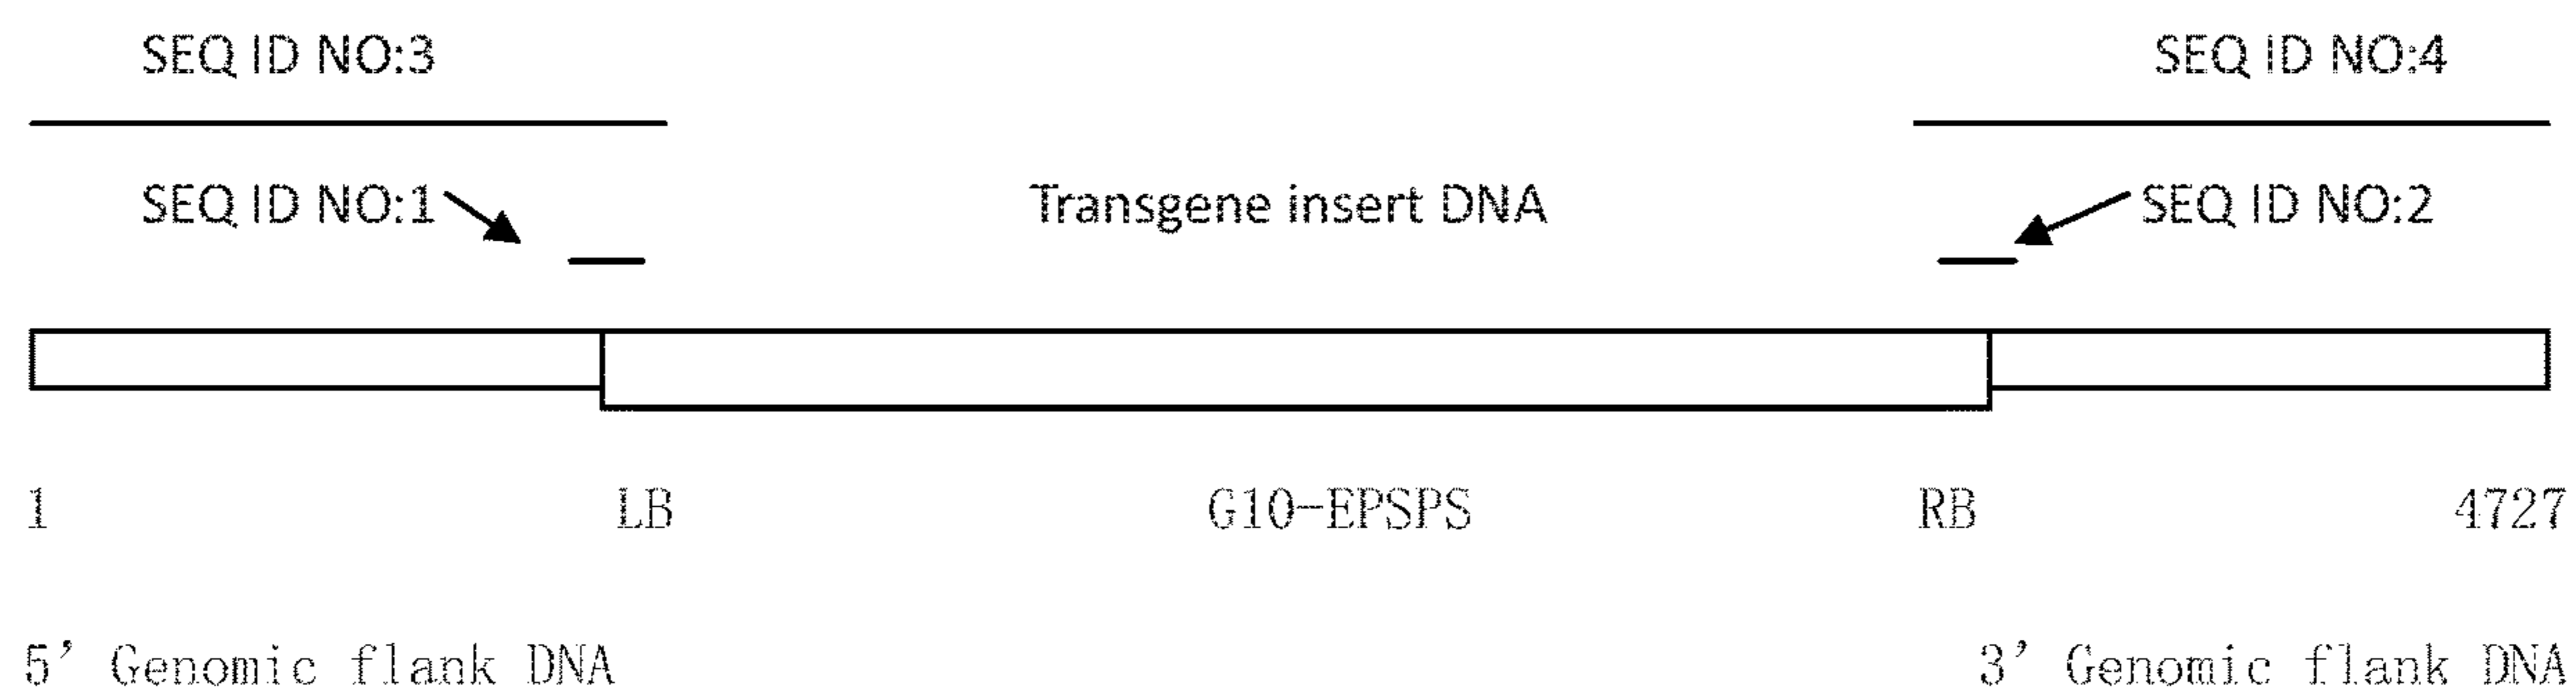 SEQ ID NO:3 SEQ ID NO:4
SEQ ID NO:1 Transgene insert DNA SEQ ID NO:2
1 LB G10-EPSPS RB 4727
5' Genomic flank DNA 3' Genomic flank DNA